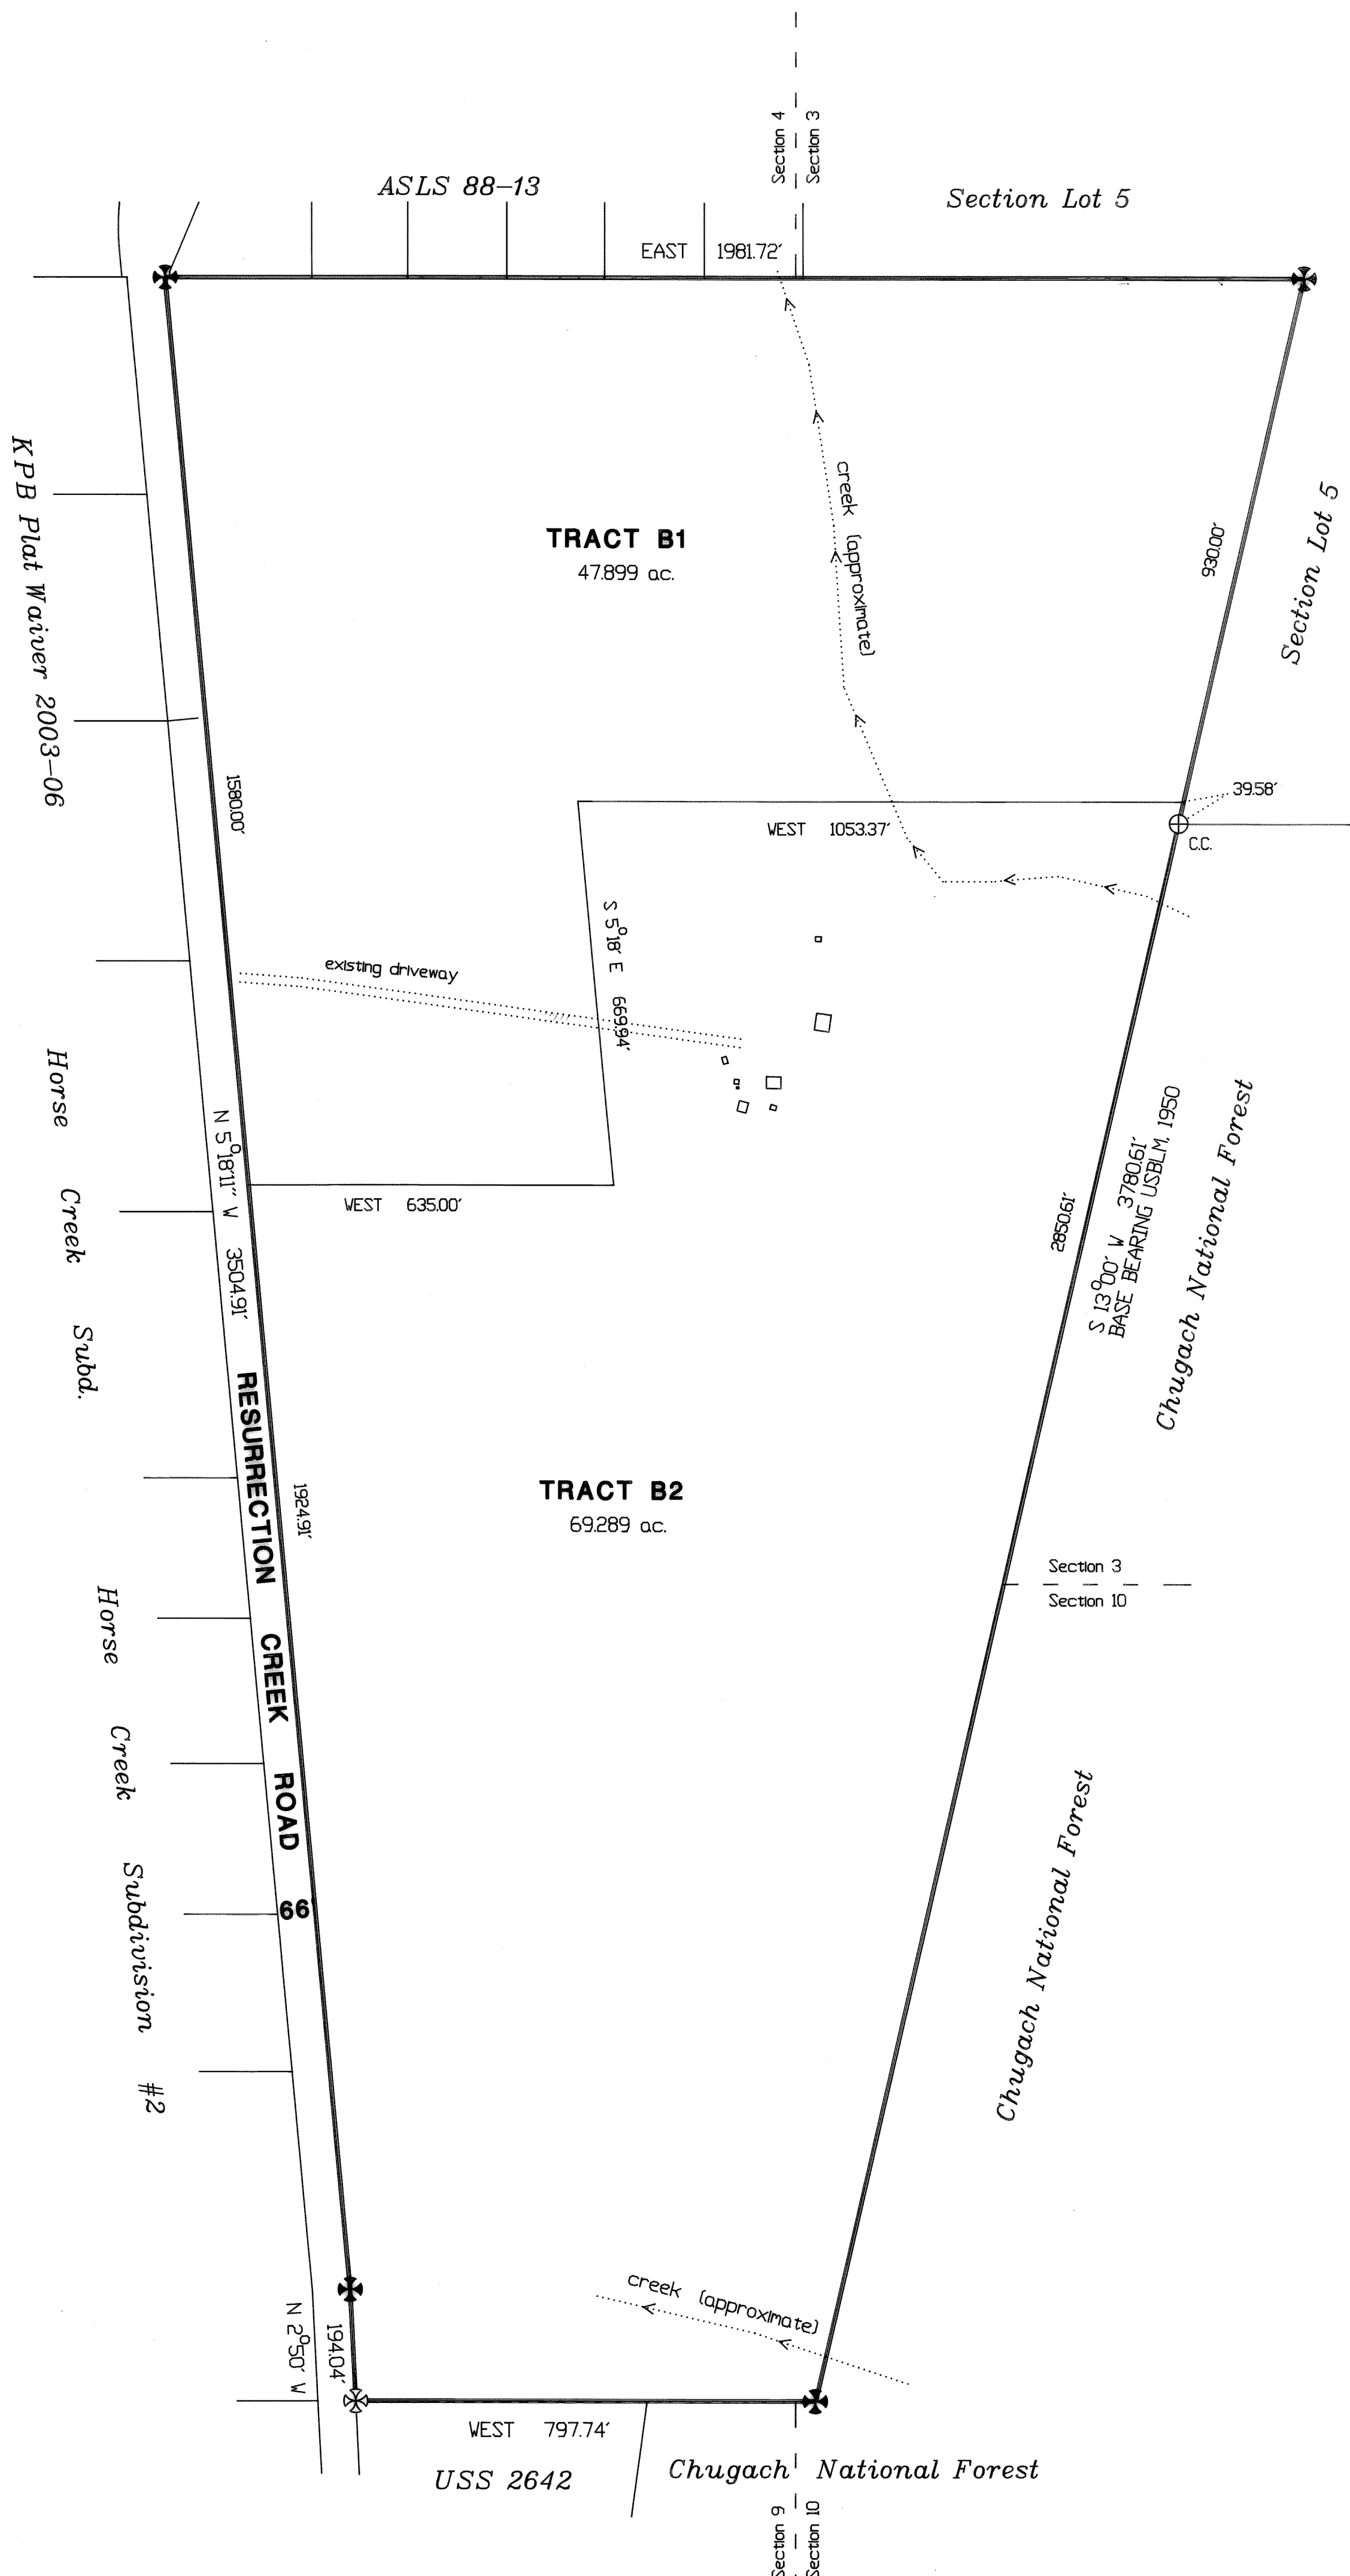 Section 4
Section 3
ASLS 88-13
Section Lot 5
EAST 1981.72'
KPB Plat Waiver 2003-06
creek (approximate)
TRACT B1
47.899 ac.
930.00'
Section Lot 5
1580.00'
39.58'
WEST 1053.37'
C.C.
S 5°18' E 669.94'
existing driveway
Horse Creek Subd.
N 5°18'11" W 3504.91'
WEST 635.00'
2850.61'
S 13°00' W 3780.61'
BASE BEARING USBLM. 1950
Chugach National Forest
RESURRECTION CREEK ROAD 66'
1924.91'
TRACT B2
69.289 ac.
Section 3
Section 10
Horse Creek Subdivision #2
Chugach National Forest
creek (approximate)
N 2°50' W
194.04'
WEST 797.74'
USS 2642
Chugach National Forest
Section 9
Section 10